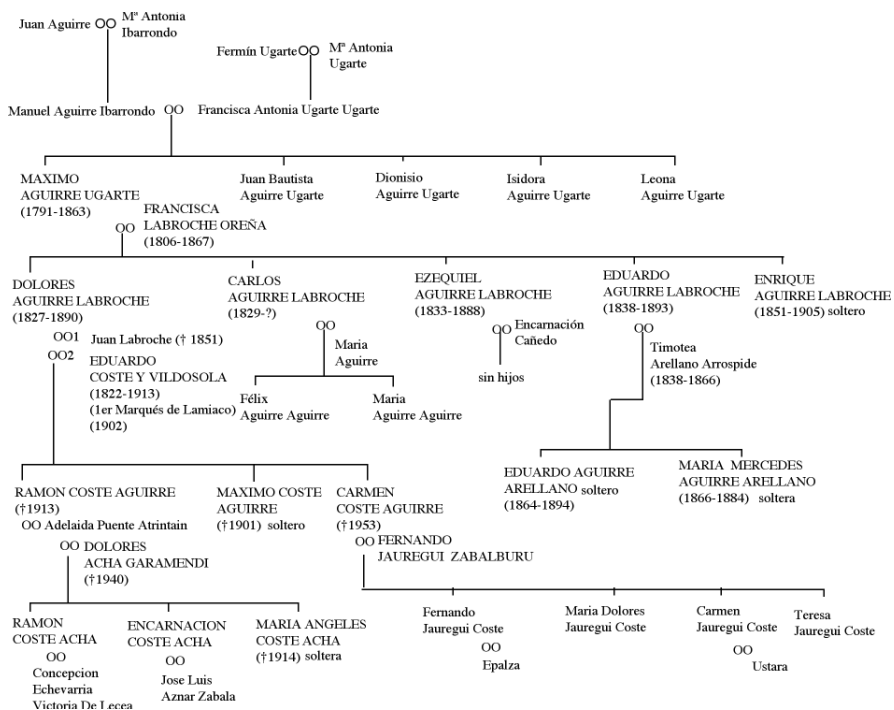 Juan Aguirre OO Mª Antonia
Ibarrondo
Fermín Ugarte OO Mª Antonia
Ugarte
Manuel Aguirre Ibarrondo OO Francisca Antonia Ugarte Ugarte
MAXIMO
AGUIRRE UGARTE
(1791-1863)
Juan Bautista
Aguirre Ugarte
Dionisio
Aguirre Ugarte
Isidora
Aguirre Ugarte
Leona
Aguirre Ugarte
OO FRANCISCA
LABROCHE OREÑA
(1806-1867)
DOLORES
AGUIRRE LABROCHE
(1827-1890)
CARLOS
AGUIRRE LABROCHE
(1829-?)
EZEQUIEL
AGUIRRE LABROCHE
(1833-1888)
EDUARDO
AGUIRRE LABROCHE
(1838-1893)
ENRIQUE
AGUIRRE LABROCHE
(1851-1905) soltero
OO1 Juan Labroche († 1851)
OO2 EDUARDO
COSTE Y VILDOSOLA
(1822-1913)
(1er Marqués de Lamiaco)
(1902)
OO
Maria
Aguirre
OO Encarnación
Cañedo
sin hijos
OO
Timotea
Arellano Arrospide
(1838-1866)
Félix
Aguirre Aguirre
Maria
Aguirre Aguirre
EDUARDO AGUIRRE
ARELLANO soltero
(1864-1894)
MARIA MERCEDES
AGUIRRE ARELLANO
(1866-1884) soltera
RAMON COSTE AGUIRRE
(†1913)
OO Adelaida Puente Atrintain
MAXIMO COSTE
AGUIRRE
(†1901) soltero
CARMEN
COSTE AGUIRRE
(†1953)
OO DOLORES
ACHA GARAMENDI
(†1940)
OO FERNANDO
JAUREGUI ZABALBURU
RAMON
COSTE ACHA
OO
Concepcion
Echevarria
Victoria De Lecea
ENCARNACION
COSTE ACHA
OO
Jose Luis
Aznar Zabala
MARIA ANGELES
COSTE ACHA
(†1914) soltera
Fernando
Jauregui Coste
OO
Epalza
Maria Dolores
Jauregui Coste
Carmen
Jauregui Coste
OO
Ustara
Teresa
Jauregui Coste